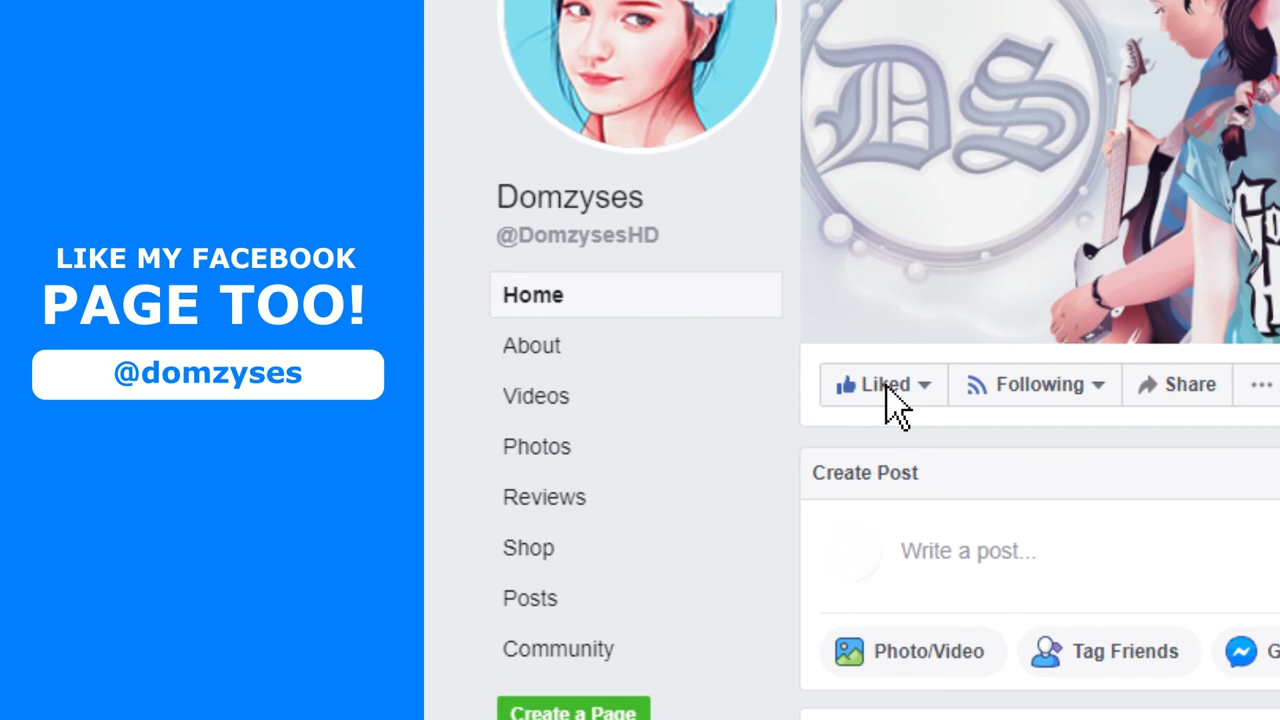 LIKE MY FACEBOOK
PAGE TOO!
@domzyses
Domzyses
@DomzysesHD
Home
About
Videos
Photos
Reviews
Shop
Posts
Community
Create a Page
DS
Liked
Following
Share
Create Post
Write a post...
Photo/Video
Tag Friends
G